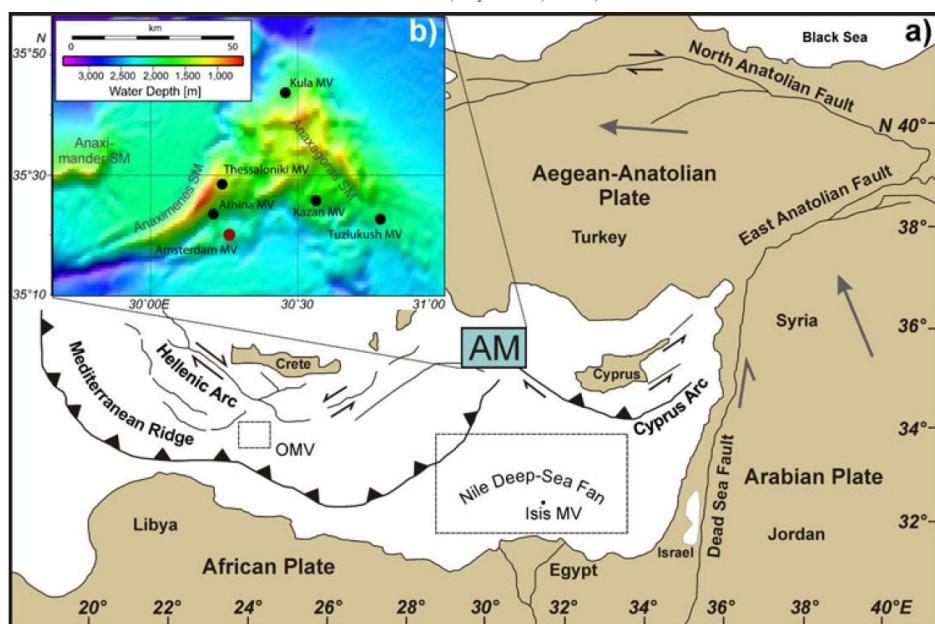 b)
a)
N
km
0
50
3,000
2,500
2,000
1,500
1,000
Water Depth [m]
35°50
35°30
35°10
30°00E
30°30
31°00
Kula MV
Anaxagoras SM
Anaxi-
mander SM
Thessaloniki MV
Anaximenes SM
Athina MV
Kazan MV
Tuzlukush MV
Amsterdam MV
Black Sea
North Anatolian Fault
N 40°
Aegean-Anatolian
Plate
East Anatolian Fault
38°
Turkey
Syria
36°
AM
Crete
Hellenic Arc
Mediterranean Ridge
Cyprus
Cyprus Arc
34°
OMV
Nile Deep-Sea Fan
Isis MV
Dead Sea Fault
Arabian Plate
32°
Libya
Jordan
Israel
African Plate
Egypt
20°
22°
24°
26°
28°
30°
32°
34°
36°
38°
40°E